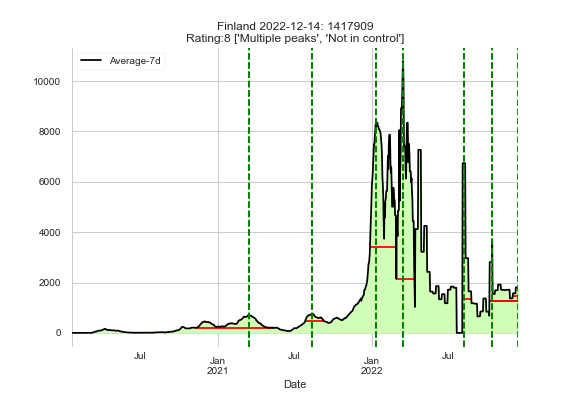 Finland 2022-12-14: 1417909
Rating:8 ['Multiple peaks', 'Not in control']
Average-7d
10000
8000
6000
4000
2000
0
Jul
Jan
2021
Jul
Jan
2022
Jul
Date